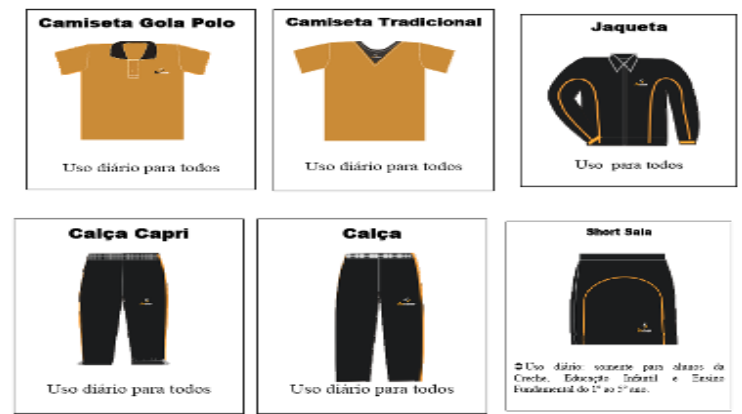 Camiseta Gola Polo
Uso diário para todos
Camiseta Tradicional
Uso diário para todos
Jaqueta
Uso para todos
Calça Capri
Uso diário para todos
Calça
Uso diário para todos
Short Saia
Uso diário: somente para alunos da
Creche, Educação Infantil e Ensino
Fundamental do 1º ao 5º ano.